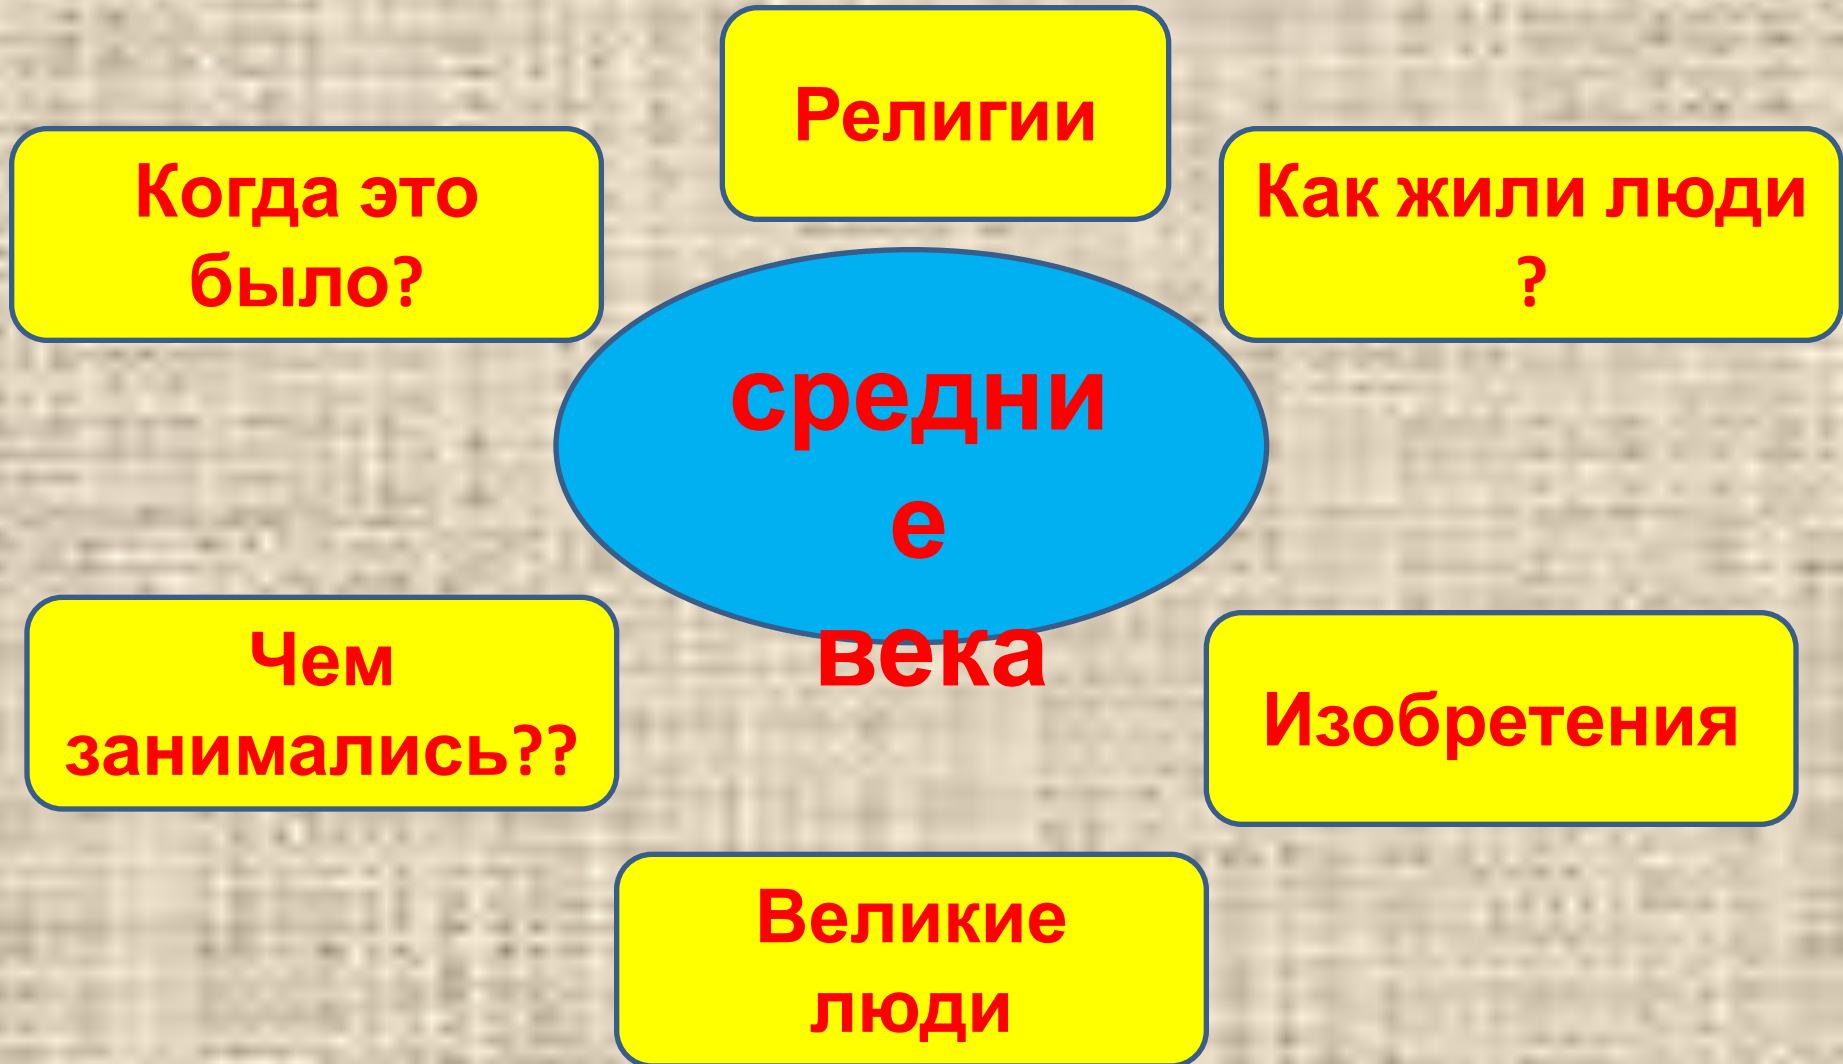 Религии
Когда это
было?
Как жили люди
?
средни
е
века
Чем
занимались??
Изобретения
Великие
люди